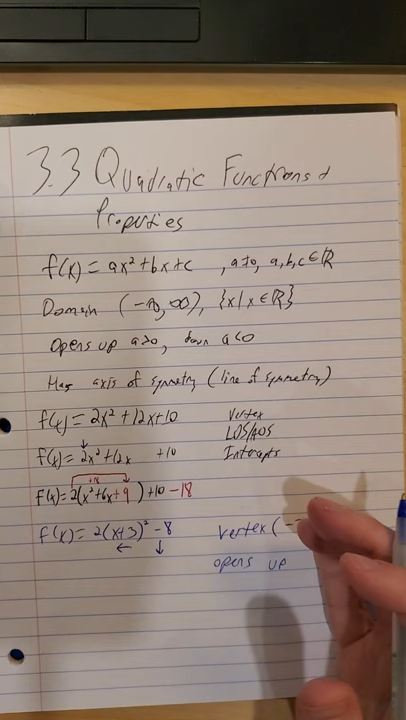 3.3 Quadratic Functions &
Properties
f(x) = ax² + bx + c , a≠0, a,b,c ∈ ℝ
Domain (-∞, ∞), {x | x ∈ ℝ}
Opens up a>0, down a<0
Has axis of symmetry (line of symmetry)
f(x) = 2x² + 12x + 10 Vertex
LOS/AOS
f(x) = 2x² + 12x + 10 Intercepts
+18
f(x) = 2(x² + 6x + 9 ) + 10 - 18
f(x) = 2(x+3)² - 8 vertex (-
← ↓ opens up